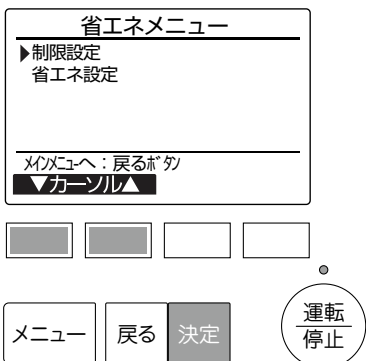 省エネメニュー
▶制限設定
省エネ設定
ﾒｲﾝﾒﾆｭｰへ:戻るﾎﾞﾀﾝ
▼カーソル▲
メニュー
戻る
決定
運転
停止